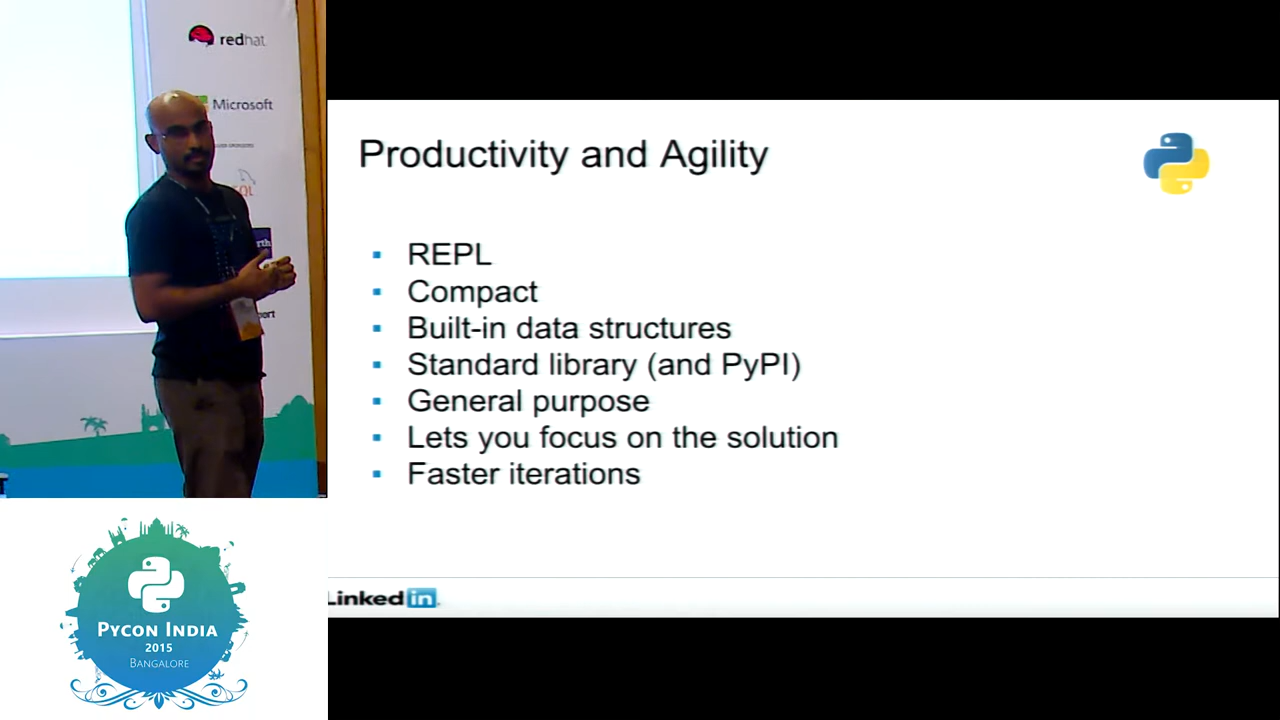 redhat
Microsoft
Productivity and Agility
REPL
Compact
Built-in data structures
Standard library (and PyPI)
General purpose
Lets you focus on the solution
Faster iterations
Linked in
PYCON INDIA
2015
BANGALORE